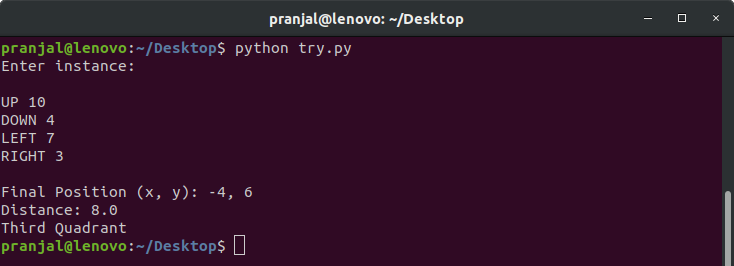 pranjal@lenovo: ~/Desktop
pranjal@lenovo:~/Desktop$ python try.py
Enter instance:
UP 10
DOWN 4
LEFT 7
RIGHT 3
Final Position (x, y): -4, 6
Distance: 8.0
Third Quadrant
pranjal@lenovo:~/Desktop$